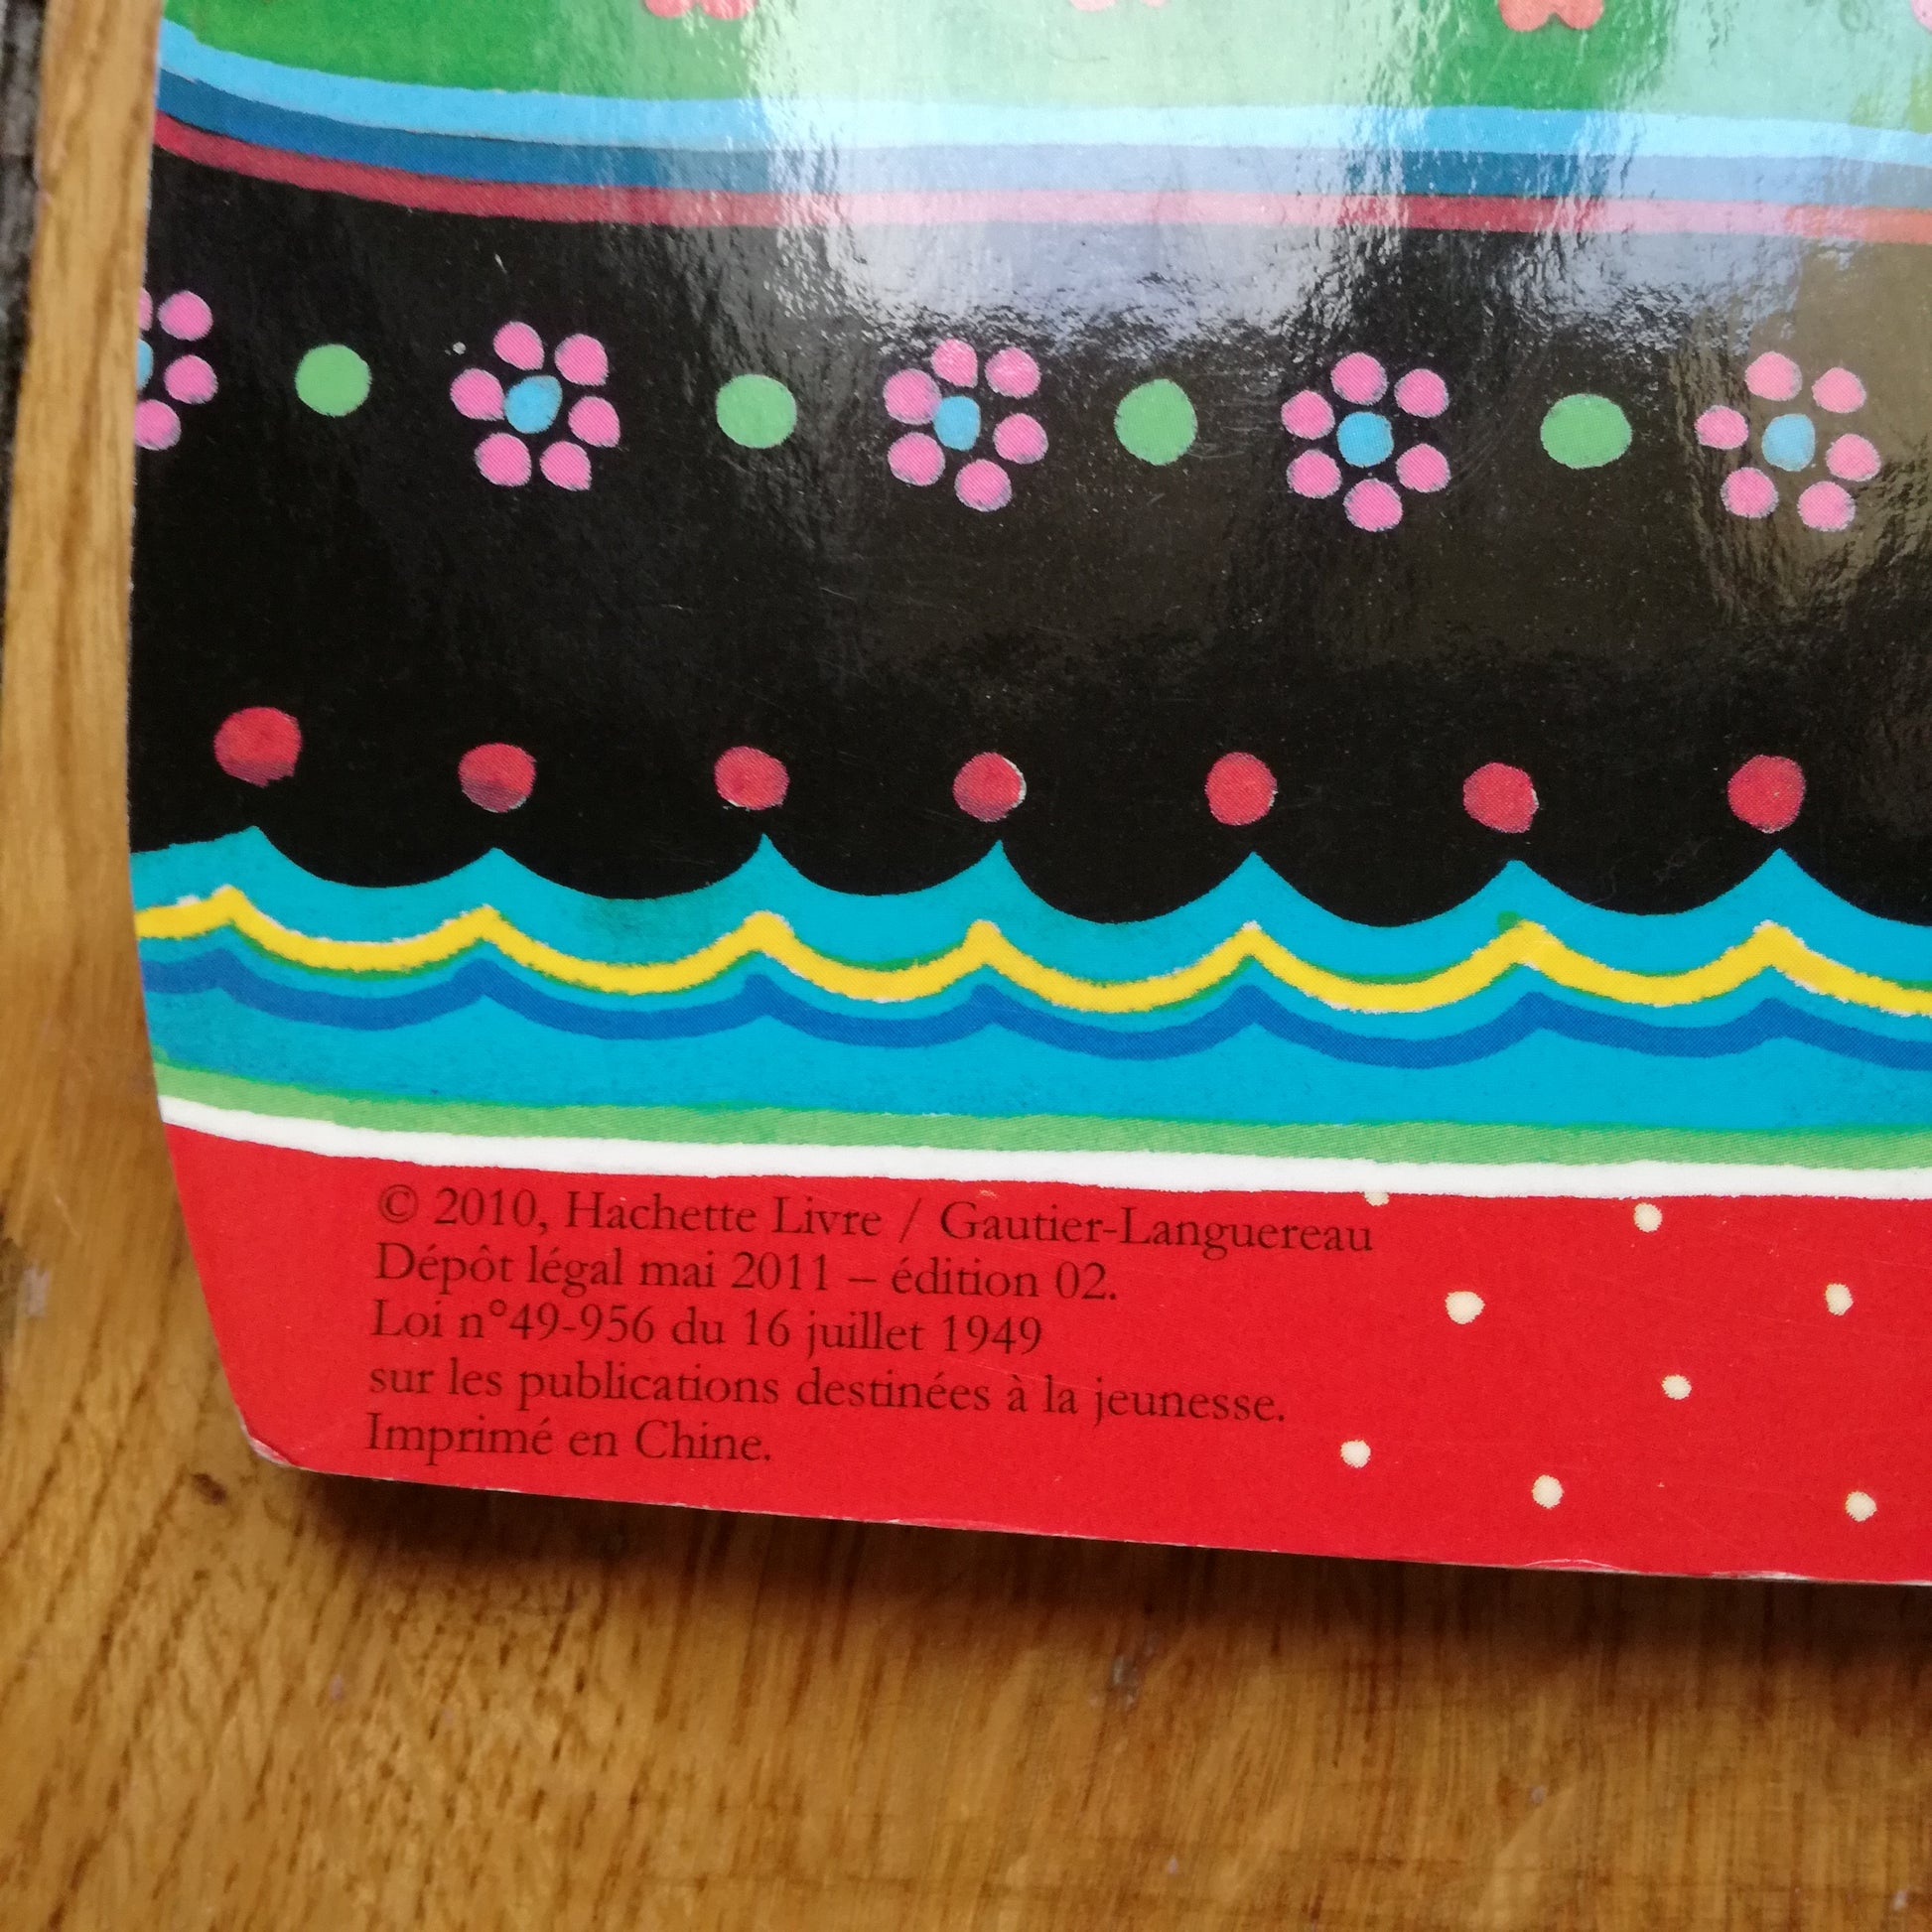 © 2010, Hachette Livre / Gautier-Languereau
Dépôt légal mai 2011 – édition 02.
Loi n°49-956 du 16 juillet 1949
sur les publications destinées à la jeunesse.
Imprimé en Chine.